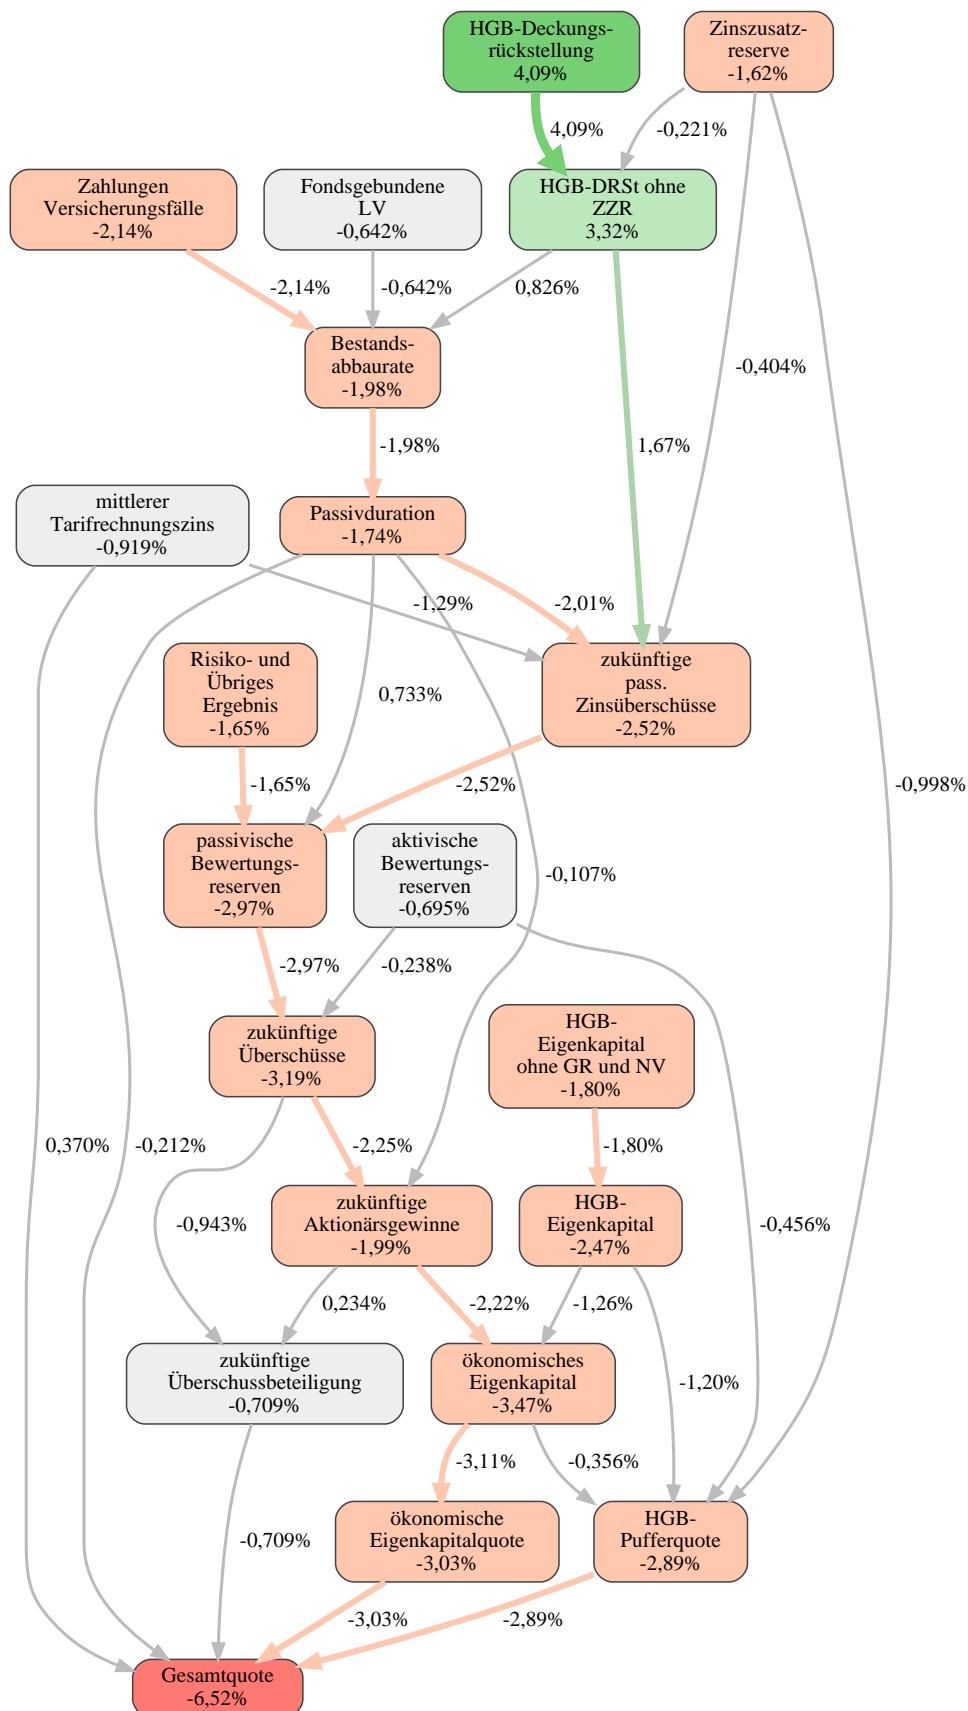 HGB-Deckungs-
rückstellung
4,09%
Zinszusatz-
reserve
-1,62%
4,09%
-0,221%
Zahlungen
Versicherungsfälle
-2,14%
Fondsgebundene
LV
-0,642%
HGB-DRSt ohne
ZZR
3,32%
-2,14%
-0,642%
0,826%
Bestands-
abbaurate
-1,98%
-0,404%
-1,98%
1,67%
mittlerer
Tarifrechnungszins
-0,919%
Passivduration
-1,74%
-1,29%
-2,01%
Risiko- und
Übriges
Ergebnis
-1,65%
0,733%
zukünftige
pass.
Zinsüberschüsse
-2,52%
-1,65%
-2,52%
-0,998%
passivische
Bewertungs-
reserven
-2,97%
aktivische
Bewertungs-
reserven
-0,695%
-0,107%
-2,97%
-0,238%
zukünftige
Überschüsse
-3,19%
HGB-
Eigenkapital
ohne GR und NV
-1,80%
0,370%
-0,212%
-2,25%
-1,80%
zukünftige
Aktionärsgewinne
-1,99%
HGB-
Eigenkapital
-2,47%
-0,943%
-0,456%
0,234%
-2,22%
-1,26%
zukünftige
Überschussbeteiligung
-0,709%
ökonomisches
Eigenkapital
-3,47%
-1,20%
-3,11%
-0,356%
ökonomische
Eigenkapitalquote
-3,03%
HGB-
Pufferquote
-2,89%
-0,709%
-3,03%
-2,89%
Gesamtquote
-6,52%